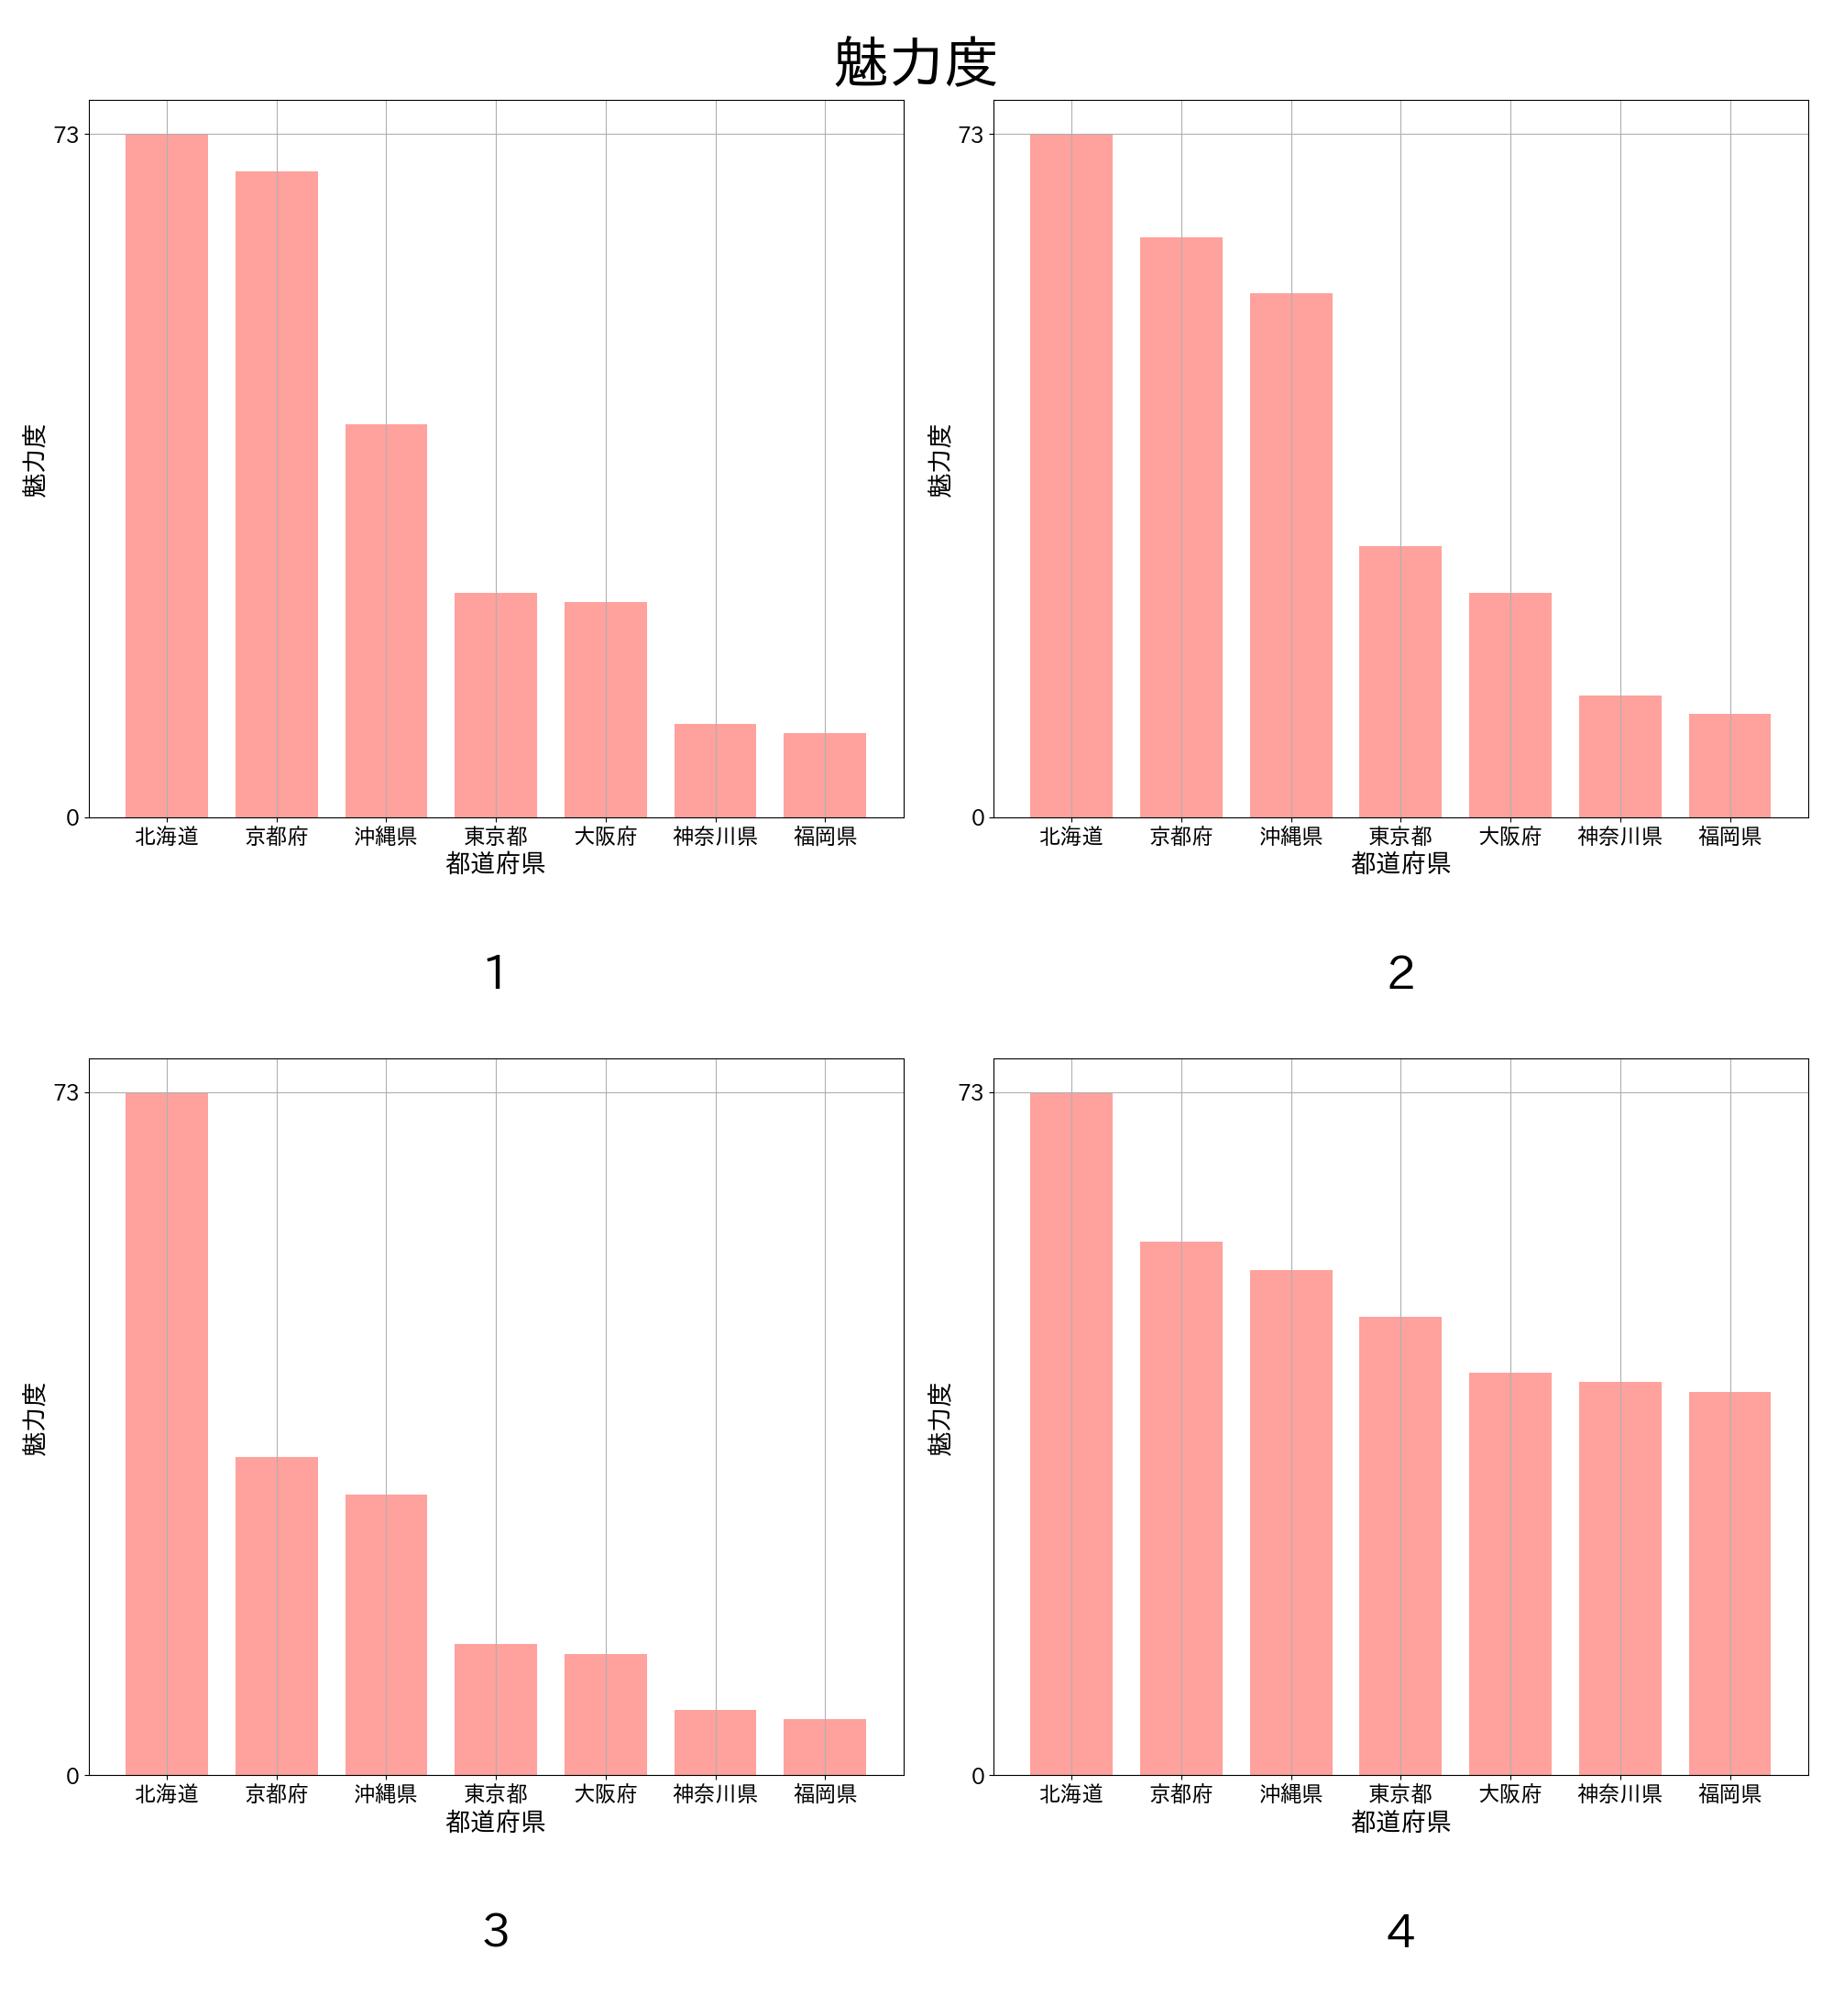 魅力度
73
0
魅力度
北海道 京都府 沖縄県 東京都 大阪府 神奈川県 福岡県
都道府県
1
73
0
魅力度
北海道 京都府 沖縄県 東京都 大阪府 神奈川県 福岡県
都道府県
2
73
0
魅力度
北海道 京都府 沖縄県 東京都 大阪府 神奈川県 福岡県
都道府県
3
73
0
魅力度
北海道 京都府 沖縄県 東京都 大阪府 神奈川県 福岡県
都道府県
4